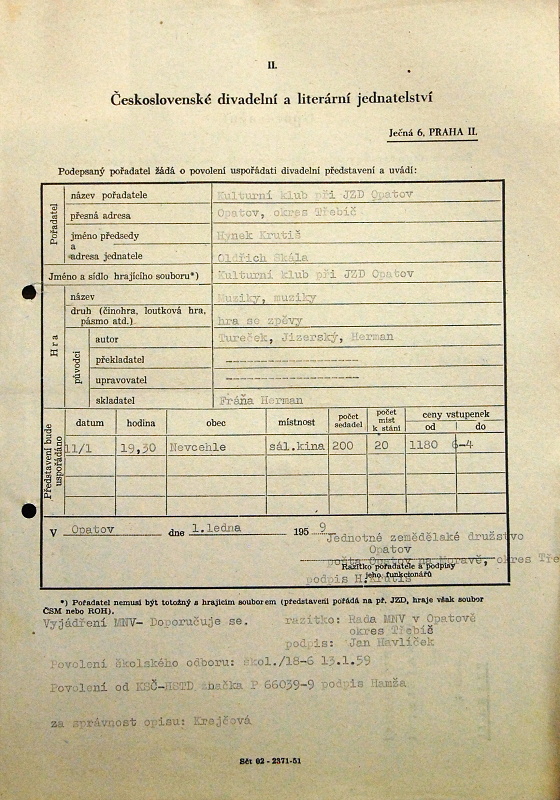 II.
Československé divadelní a literární jednatelství
Ječná 6, PRAHA II.
Podepsaný pořadatel žádá o povolení uspořádati divadelní představení a uvádí:
Pořadatel
název pořadatele Kulturní klub při JZD Opatov
přesná adresa Opatov, okres Třebíč
jméno předsedy Hynek Krutiš
a
adresa jednatele Oldřich Skála
Jméno a sídlo hrajícího souboru*) Kulturní klub při JZD Opatov
Hra
název Muziky, muziky
druh (činohra, loutková hra,
pásmo atd.) hra se zpěvy
původci
autor Tureček, Jizerský, Herman
překladatel ------------------
upravovatel ------------------
skladatel Fráňa Herman
Představení bude uspořádáno
datum hodina obec místnost počet sedadel počet míst k stání ceny vstupenek od do
11/1 19,30 Nevcehle sál.kina 200 20 1180 6-4
V Opatov dne 1.ledna 195 9
Jednotné zemědělské družstvo
Opatov
pošta Opatov na Moravě, okres Tře
Razítko pořadatele a podpisy
jeho funkcionářů
podpis H.Krutiš
*) Pořadatel nemusí být totožný s hrajícím souborem (představení pořádá na př. JZD, hraje však soubor
ČSM nebo ROH).
Vyjádření MNV- Doporučuje se. razítko: Rada MNV v Opatově
okres Třebíč
podpis: Jan Havlíček
Povolení školského odboru: škol./18-6 13.1.59
Povolení od KSČ-HSTD značka P 66039-9 podpis Hamža
za správnost opisu: Krejčová
Sčt 02 - 2371-51